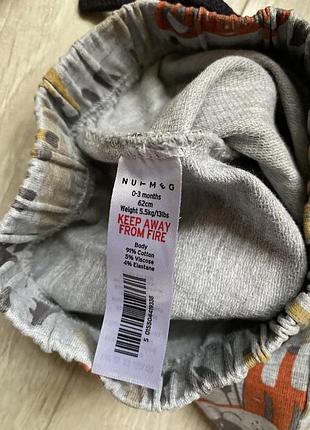 NUTMEG
0-3 months
62cm
Weight 5.5kg/13lbs
KEEP AWAY
FROM FIRE
Body
91% Cotton
5% Viscose
4% Elastane